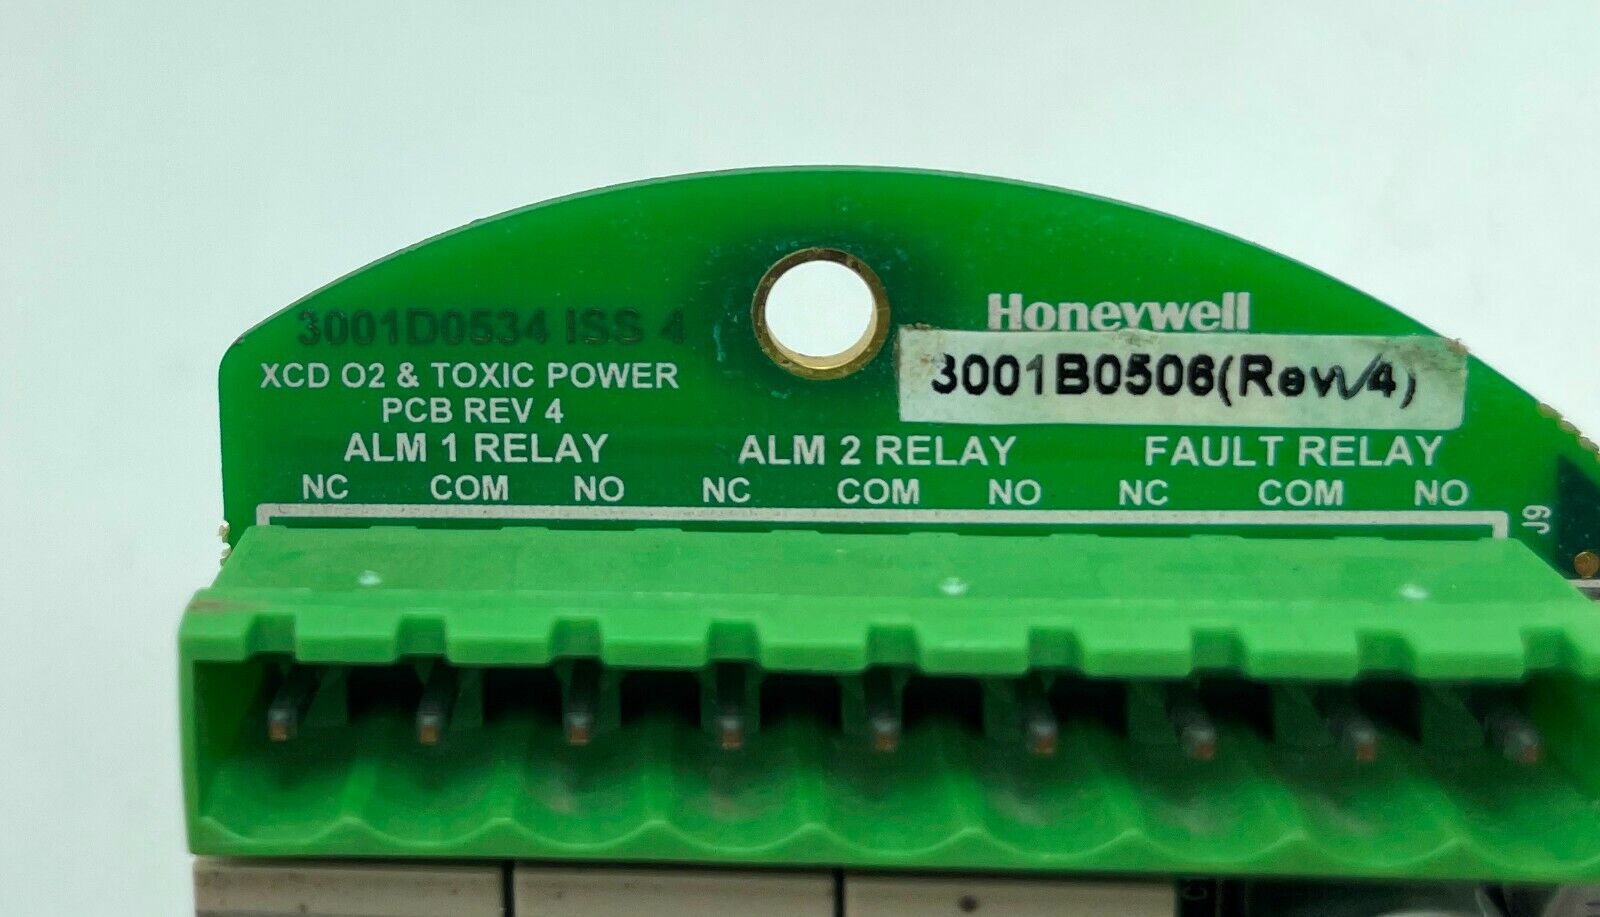 3001D0534 ISS 4
Honeywell
XCD O2 & TOXIC POWER
PCB REV 4
3001B0506(Rev 4)
ALM 1 RELAY ALM 2 RELAY FAULT RELAY
NC COM NO NC COM NO NC COM NO
J9